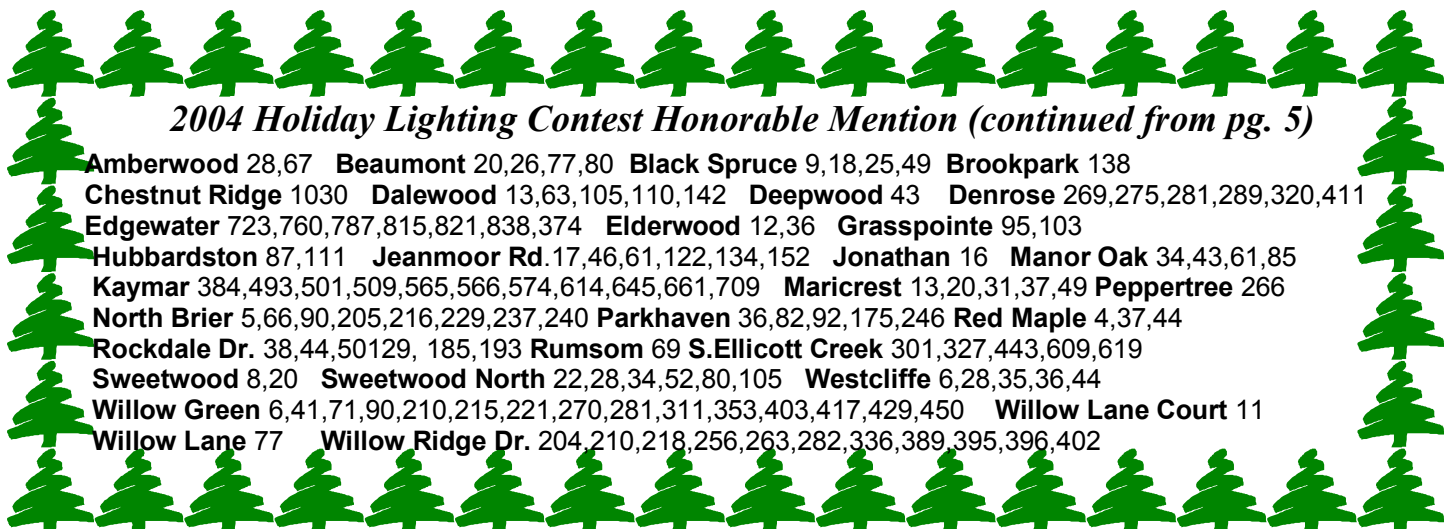 2004 Holiday Lighting Contest Honorable Mention (continued from pg. 5)
Amberwood 28,67 Beaumont 20,26,77,80 Black Spruce 9,18,25,49 Brookpark 138
Chestnut Ridge 1030 Dalewood 13,63,105,110,142 Deepwood 43 Denrose 269,275,281,289,320,411
Edgewater 723,760,787,815,821,838,374 Elderwood 12,36 Grasspointe 95,103
Hubbardston 87,111 Jeanmoor Rd.17,46,61,122,134,152 Jonathan 16 Manor Oak 34,43,61,85
Kaymar 384,493,501,509,565,566,574,614,645,661,709 Maricrest 13,20,31,37,49 Peppertree 266
North Brier 5,66,90,205,216,229,237,240 Parkhaven 36,82,92,175,246 Red Maple 4,37,44
Rockdale Dr. 38,44,50129, 185,193 Rumsom 69 S.Ellicott Creek 301,327,443,609,619
Sweetwood 8,20 Sweetwood North 22,28,34,52,80,105 Westcliffe 6,28,35,36,44
Willow Green 6,41,71,90,210,215,221,270,281,311,353,403,417,429,450 Willow Lane Court 11
Willow Lane 77 Willow Ridge Dr. 204,210,218,256,263,282,336,389,395,396,402